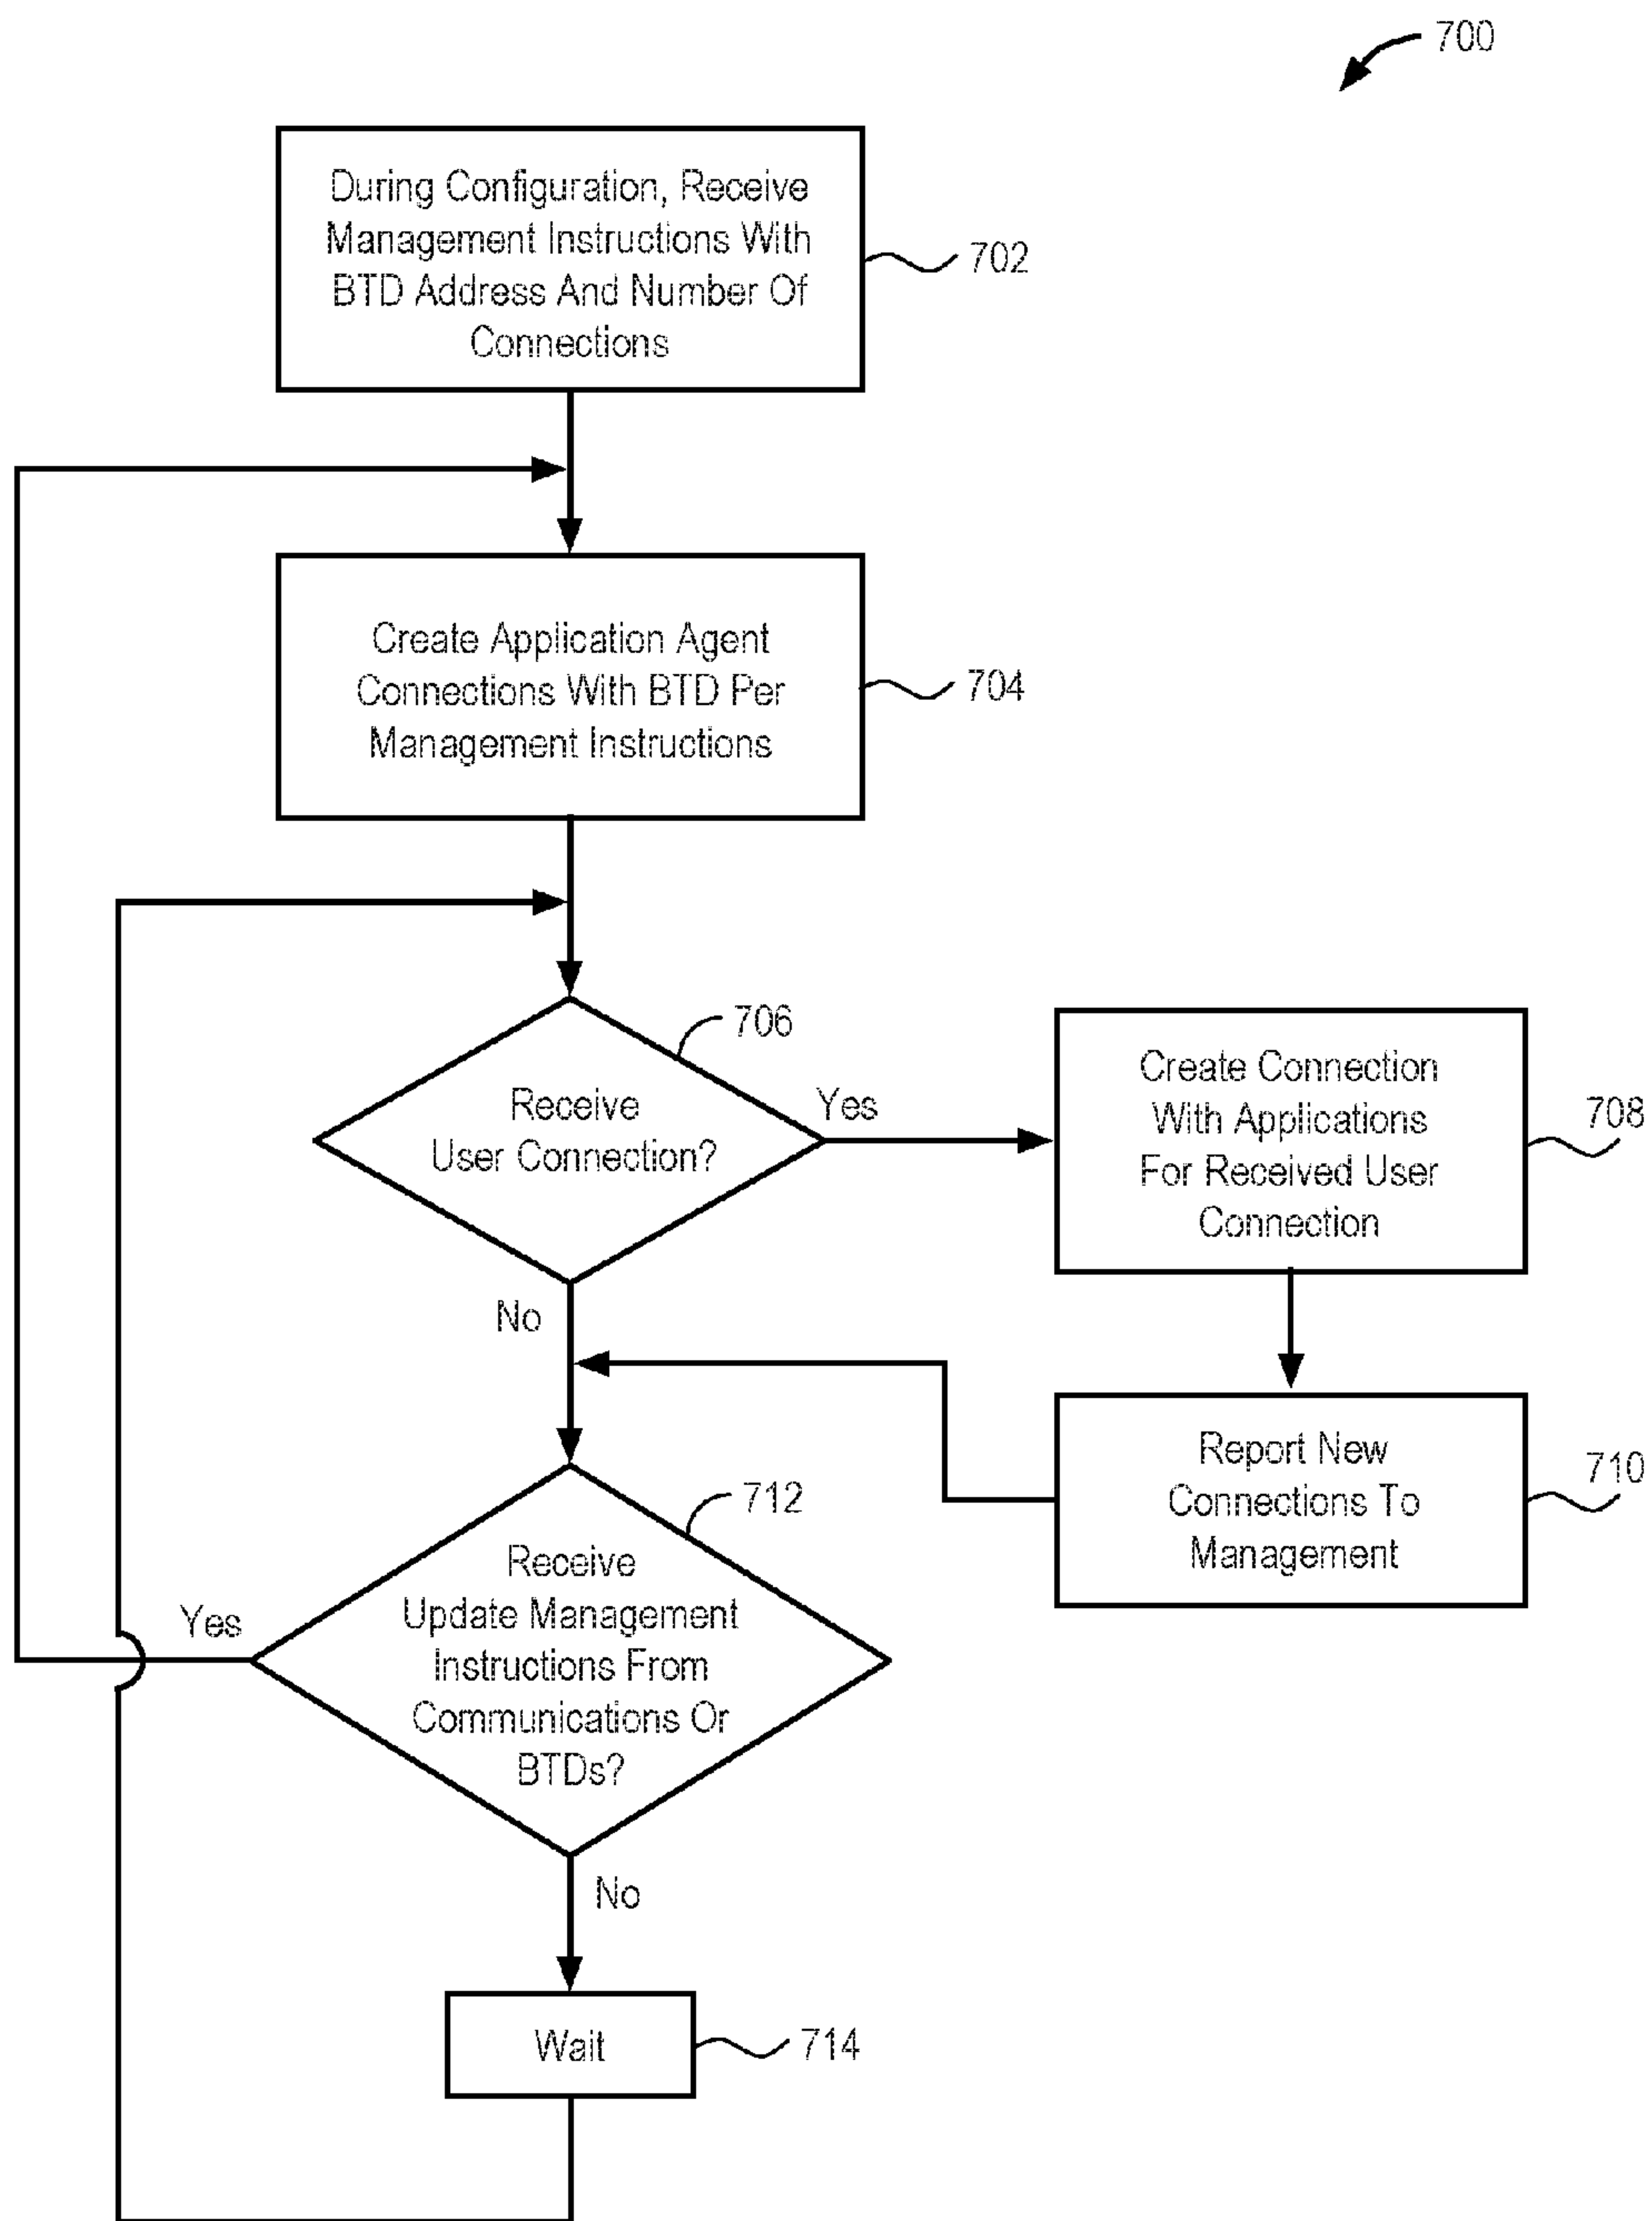 700
During Configuration, Receive
Management Instructions With
BTD Address And Number Of
Connections
702
Create Application Agent
Connections With BTD Per
Management Instructions
704
706
Receive
User Connection?
Yes
No
Create Connection
With Applications
For Received User
Connection
708
Report New
Connections To
Management
710
712
Receive
Update Management
Instructions From
Communications Or
BTDs?
Yes
No
Wait
714